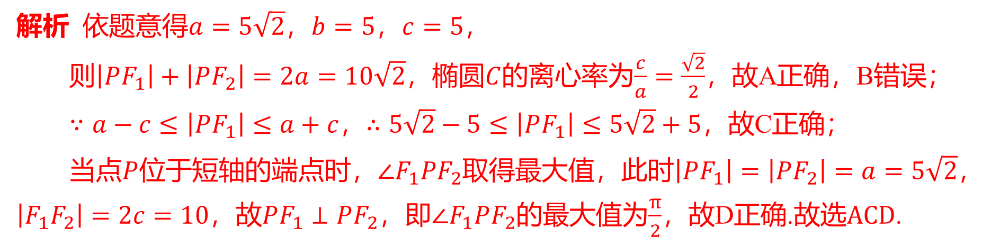 解析 依题意得$a=5\sqrt{2}$，$b=5$，$c=5$，
则$|PF_1|+|PF_2|=2a=10\sqrt{2}$，椭圆$C$的离心率为$\frac{c}{a}=\frac{\sqrt{2}}{2}$，故A正确，B错误；
$\because a-c\leq|PF_1|\leq a+c$，$\therefore 5\sqrt{2}-5\leq|PF_1|\leq 5\sqrt{2}+5$，故C正确；
当点$P$位于短轴的端点时，$\angle F_1PF_2$取得最大值，此时$|PF_1|=|PF_2|=a=5\sqrt{2}$，
$|F_1F_2|=2c=10$，故$PF_1\perp PF_2$，即$\angle F_1PF_2$的最大值为$\frac{\pi}{2}$，故D正确.故选ACD.